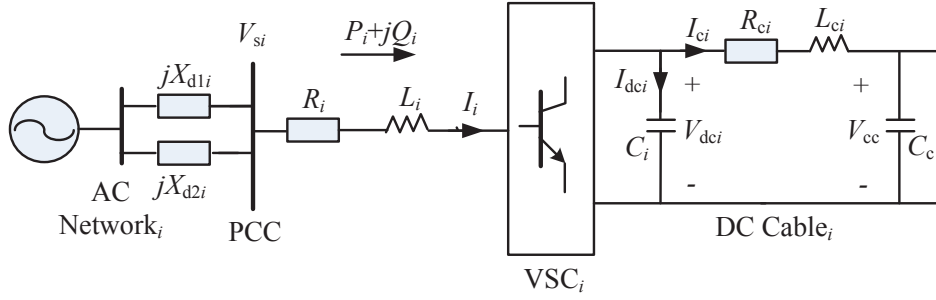 V_si
P_i+jQ_i
jX_d1i
R_i
L_i
I_i
jX_d2i
AC
Network_i
PCC
VSC_i
I_ci
R_ci
L_ci
I_dci
+
+
C_i
V_dci
V_cc
C_c
-
-
DC Cable_i